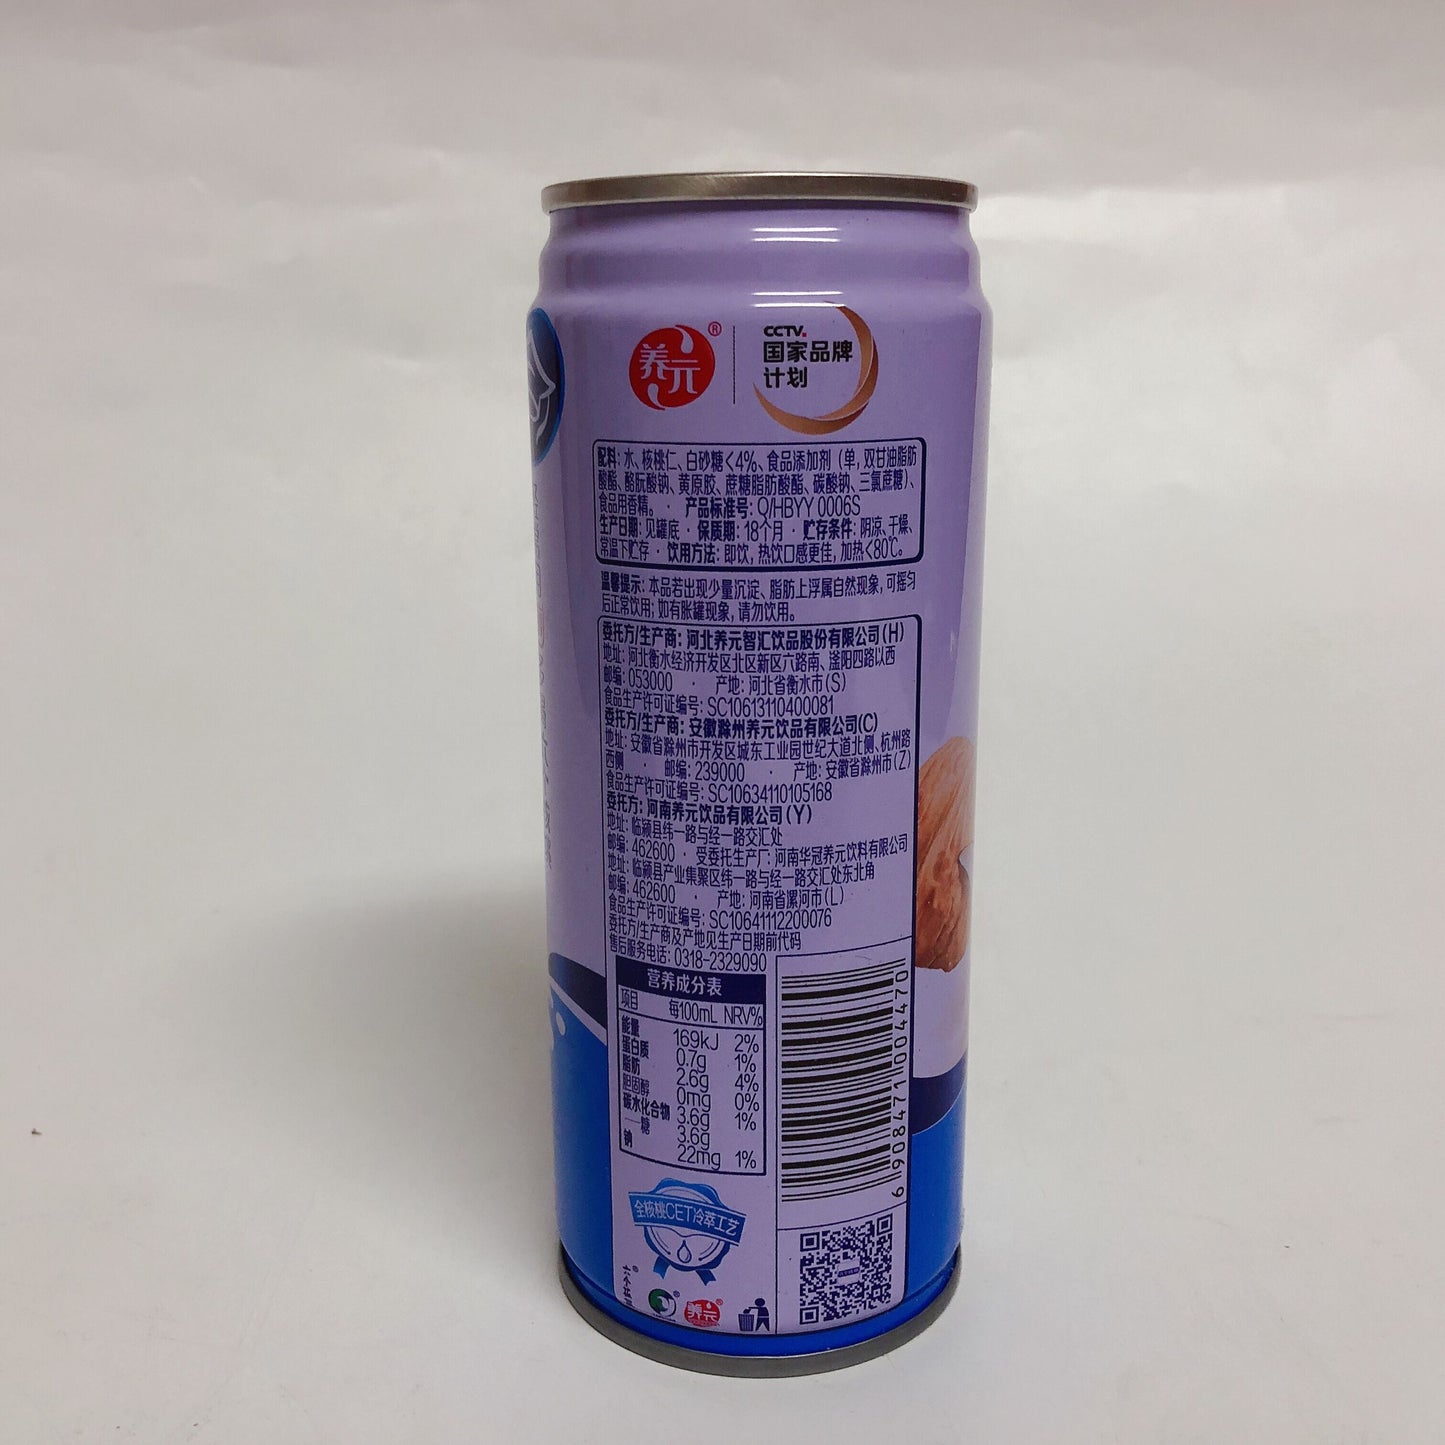 养元®
CCTV.
国家品牌
计划
配料: 水、核桃仁、白砂糖<4%、食品添加剂（单, 双甘油脂肪
酸酯、酪朊酸钠、黄原胶、蔗糖脂肪酸酯、碳酸钠、三氯蔗糖）、
食品用香精。 · 产品标准号: Q/HBYY 0006S
生产日期: 见罐底 · 保质期: 18个月 · 贮存条件: 阴凉、干燥、
常温下贮存 · 饮用方法: 即饮, 热饮口感更佳, 加热<80℃。
温馨提示: 本品若出现少量沉淀、脂肪上浮属自然现象, 可摇匀
后正常饮用; 如有胀罐现象, 请勿饮用。
委托方/生产商: 河北养元智汇饮品股份有限公司(H)
地址: 河北衡水经济开发区北区新区六路南、滏阳四路以西
邮编: 053000 · 产地: 河北省衡水市(S)
食品生产许可证编号: SC10613110400081
委托方/生产商: 安徽滁州养元饮品有限公司(C)
地址: 安徽省滁州市开发区城东工业园世纪大道北侧、杭州路
西侧 · 邮编: 239000 · 产地: 安徽省滁州市(Z)
食品生产许可证编号: SC10634110105168
委托方: 河南养元饮品有限公司(Y)
地址: 临颍县纬一路与经一路交汇处
邮编: 462600 · 受委托生产厂: 河南华冠养元饮料有限公司
地址: 临颍县产业集聚区纬一路与经一路交汇处东北角
邮编: 462600 · 产地: 河南省漯河市(L)
食品生产许可证编号: SC10641112200076
委托方/生产商及产地见生产日期前代码
售后服务电话: 0318-2329090
营养成分表
项目 每100mL NRV%
能量 169kJ 2%
蛋白质 0.7g 1%
脂肪 2.6g 4%
胆固醇 0mg 0%
碳水化合物 3.6g 1%
—糖 3.6g
钠 22mg 1%
6 908471 004470
全核桃CET冷萃工艺
养元®